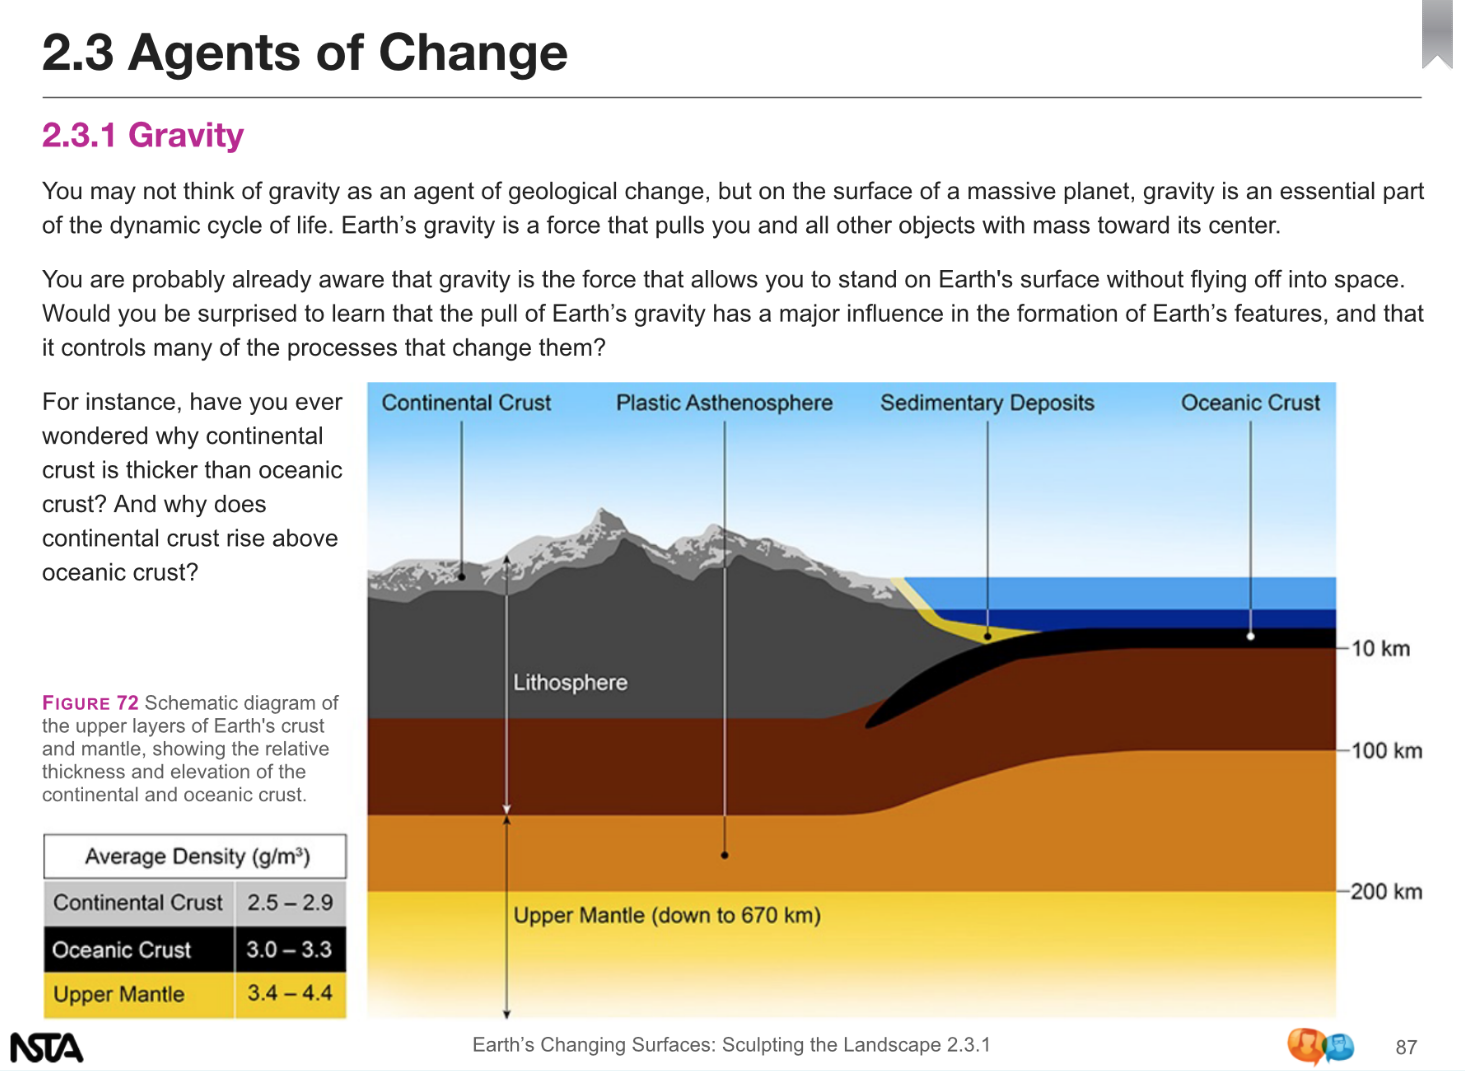 2.3 Agents of Change
2.3.1 Gravity
You may not think of gravity as an agent of geological change, but on the surface of a massive planet, gravity is an essential part
of the dynamic cycle of life. Earth’s gravity is a force that pulls you and all other objects with mass toward its center.
You are probably already aware that gravity is the force that allows you to stand on Earth's surface without flying off into space.
Would you be surprised to learn that the pull of Earth’s gravity has a major influence in the formation of Earth’s features, and that
it controls many of the processes that change them?
For instance, have you ever
wondered why continental
crust is thicker than oceanic
crust? And why does
continental crust rise above
oceanic crust?
FIGURE 72 Schematic diagram of
the upper layers of Earth's crust
and mantle, showing the relative
thickness and elevation of the
continental and oceanic crust.
Average Density (g/m³)
Continental Crust 2.5 – 2.9
Oceanic Crust 3.0 – 3.3
Upper Mantle 3.4 – 4.4
Continental Crust Plastic Asthenosphere Sedimentary Deposits Oceanic Crust
10 km
Lithosphere
100 km
200 km
Upper Mantle (down to 670 km)
NSTA
Earth’s Changing Surfaces: Sculpting the Landscape 2.3.1
87